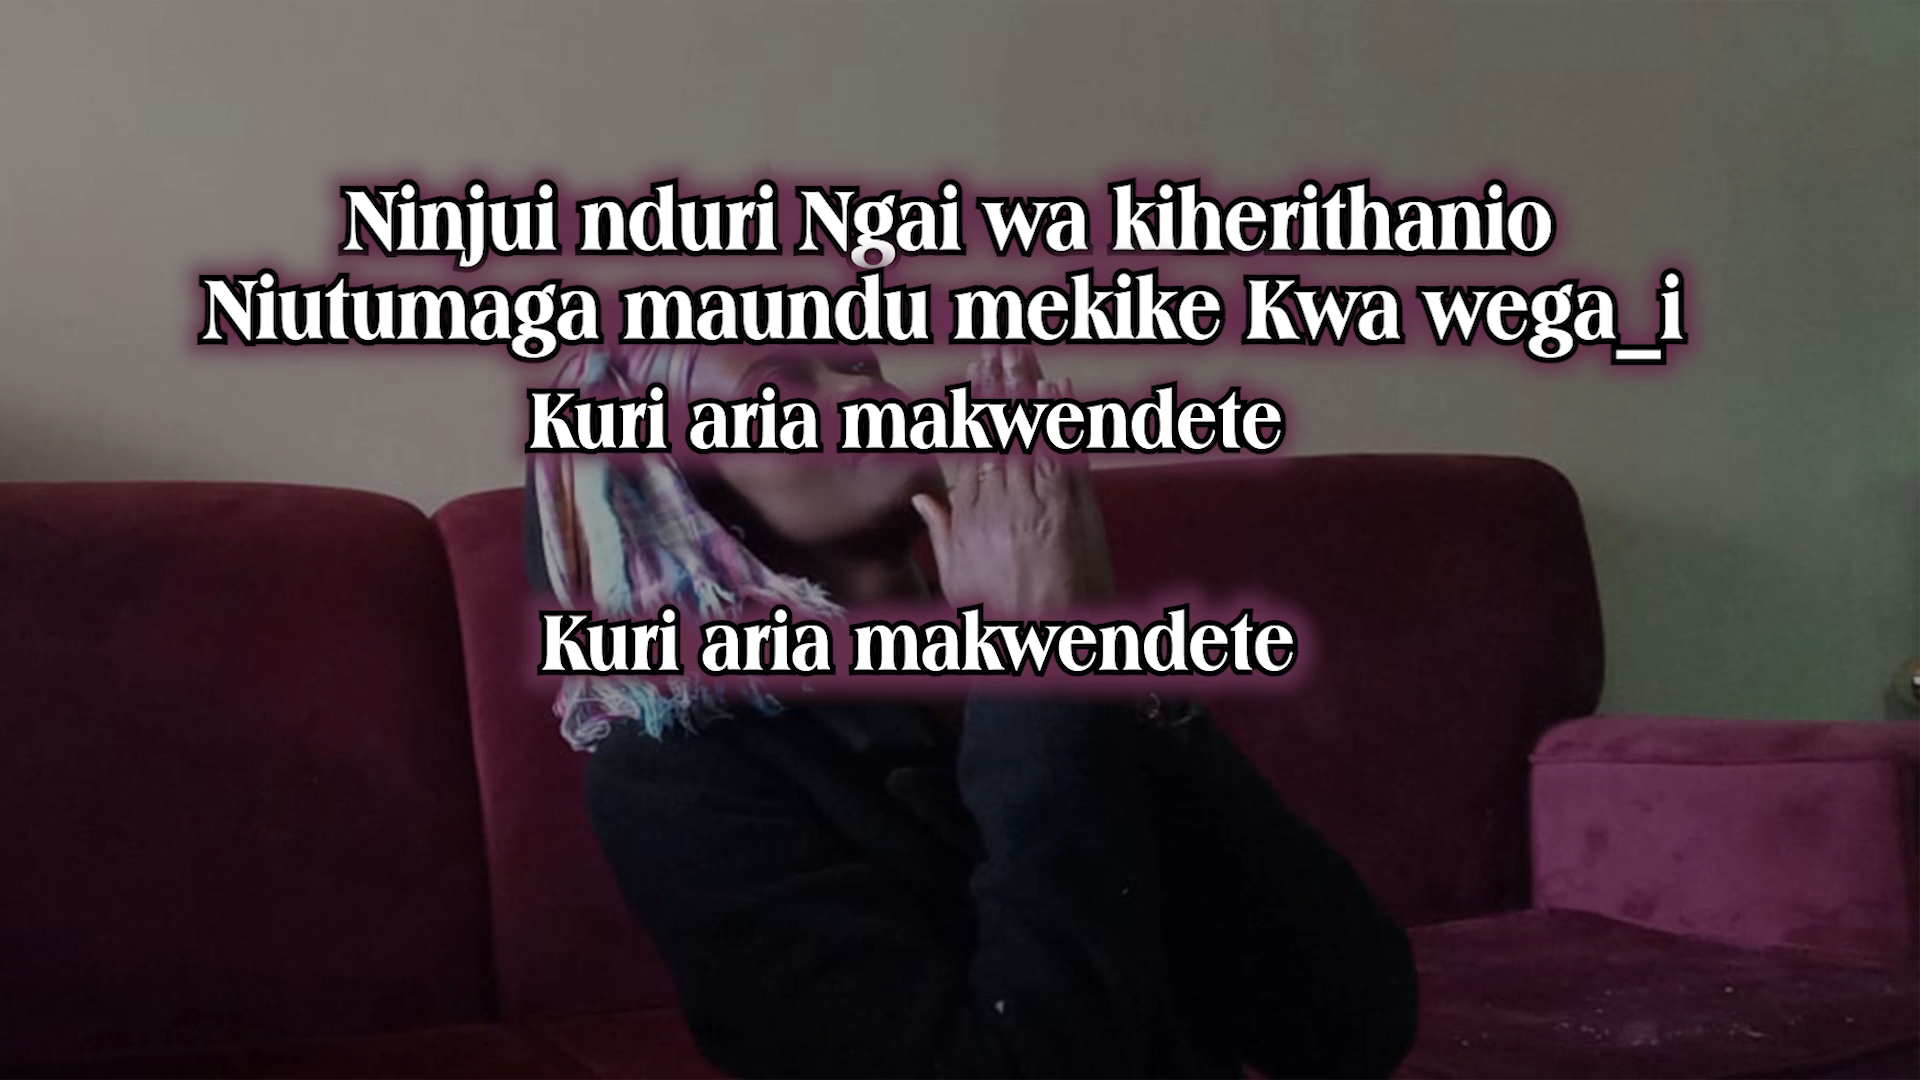 Ninjui nduri Ngai wa kiherithanio
Niutumaga maundu mekike Kwa wega_i
Kuri aria makwendete
Kuri aria makwendete